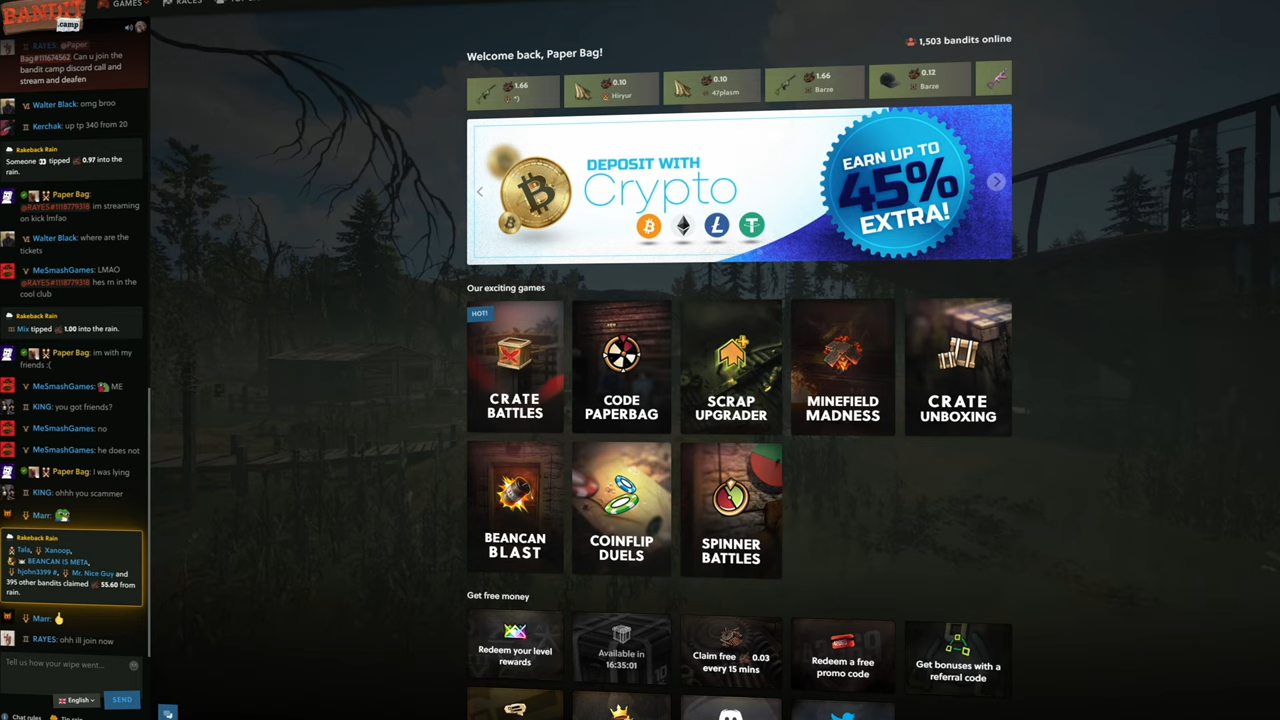 BANDIT
.camp
GAMES
RACES
RAYES: @Paper
Bag#111674562 Can u join the
bandit camp discord call and
stream and deafen
Walter Black: omg broo
Kerchak: up tp 340 from 20
Rakeback Rain
Someone tipped 0.97 into the
rain.
Paper Bag:
@RAYES#1118779318 im streaming
on kick lmfao
Walter Black: where are the
tickets
MeSmashGames: LMAO
@RAYES#1118779318 hes rn in the
cool club
Rakeback Rain
Mix tipped 1.00 into the rain.
Paper Bag: im with my
friends :(
MeSmashGames: ME
KING: you got friends?
MeSmashGames: no
MeSmashGames: he does not
Paper Bag: I was lying
KING: ohhh you scammer
Marr:
Rakeback Rain
Tala, Xanoop,
BEANCAN IS META,
hjohn3399 #, Mr. Nice Guy and
395 other bandits claimed 55.60 from
rain.
Marr:
RAYES: ohh ill join now
Tell us how your wipe went...
English
SEND
Chat rules
Tip rain
Welcome back, Paper Bag!
1,503 bandits online
1.66
*)
0.10
Hiryur
0.10
47plasm
1.66
Barze
0.12
Barze
DEPOSIT WITH
Crypto
EARN UP TO
45%
EXTRA!
Our exciting games
HOT!
CRATE
BATTLES
CODE
PAPERBAG
SCRAP
UPGRADER
MINEFIELD
MADNESS
CRATE
UNBOXING
BEANCAN
BLAST
COINFLIP
DUELS
SPINNER
BATTLES
Get free money
Redeem your level
rewards
Available in
16:35:01
Claim free 0.03
every 15 mins
Redeem a free
promo code
Get bonuses with a
referral code